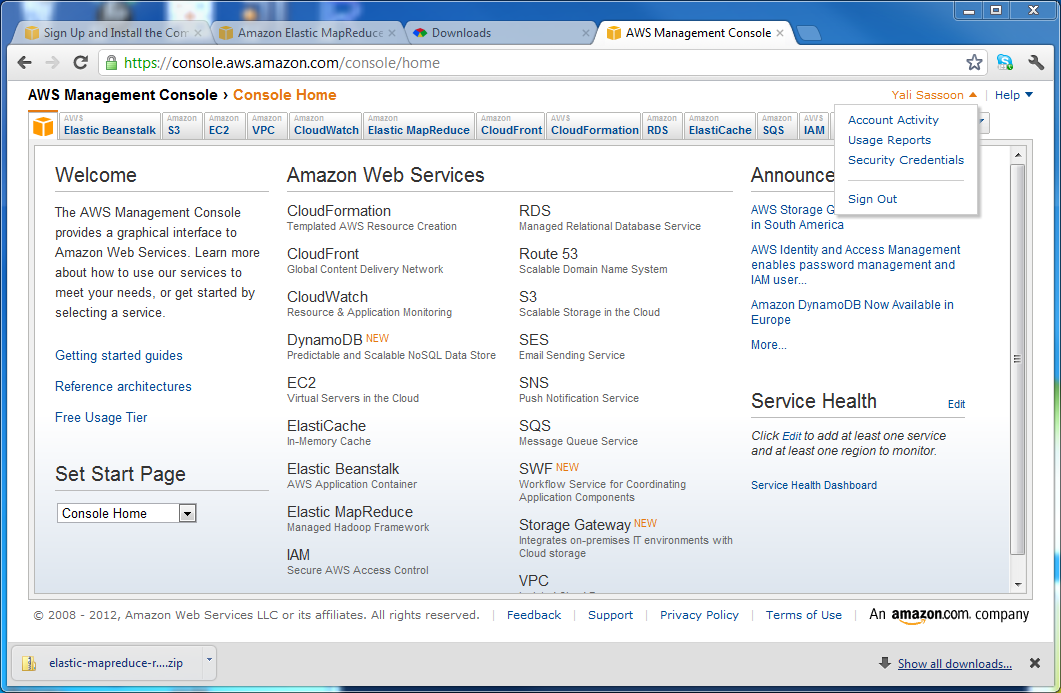 Sign Up and Install the Com
Amazon Elastic MapReduce
Downloads
AWS Management Console
https://console.aws.amazon.com/console/home
AWS Management Console › Console Home
Yali Sassoon
Help
AWS
Elastic Beanstalk
Amazon
S3
Amazon
EC2
Amazon
VPC
Amazon
CloudWatch
Amazon
Elastic MapReduce
Amazon
CloudFront
AWS
CloudFormation
Amazon
RDS
Amazon
ElastiCache
Amazon
SQS
AWS
IAM
Account Activity
Usage Reports
Security Credentials
Sign Out
Welcome
The AWS Management Console
provides a graphical interface to
Amazon Web Services. Learn more
about how to use our services to
meet your needs, or get started by
selecting a service.
Getting started guides
Reference architectures
Free Usage Tier
Set Start Page
Console Home
Amazon Web Services
CloudFormation
Templated AWS Resource Creation
CloudFront
Global Content Delivery Network
CloudWatch
Resource & Application Monitoring
DynamoDB NEW
Predictable and Scalable NoSQL Data Store
EC2
Virtual Servers in the Cloud
ElastiCache
In-Memory Cache
Elastic Beanstalk
AWS Application Container
Elastic MapReduce
Managed Hadoop Framework
IAM
Secure AWS Access Control
RDS
Managed Relational Database Service
Route 53
Scalable Domain Name System
S3
Scalable Storage in the Cloud
SES
Email Sending Service
SNS
Push Notification Service
SQS
Message Queue Service
SWF NEW
Workflow Service for Coordinating
Application Components
Storage Gateway NEW
Integrates on-premises IT environments with
Cloud storage
VPC
Announce
AWS Storage G
in South America
AWS Identity and Access Management
enables password management and
IAM user...
Amazon DynamoDB Now Available in
Europe
More...
Service Health
Edit
Click Edit to add at least one service
and at least one region to monitor.
Service Health Dashboard
© 2008 - 2012, Amazon Web Services LLC or its affiliates. All rights reserved. | Feedback | Support | Privacy Policy | Terms of Use | An amazon.com. company
elastic-mapreduce-r....zip
Show all downloads...